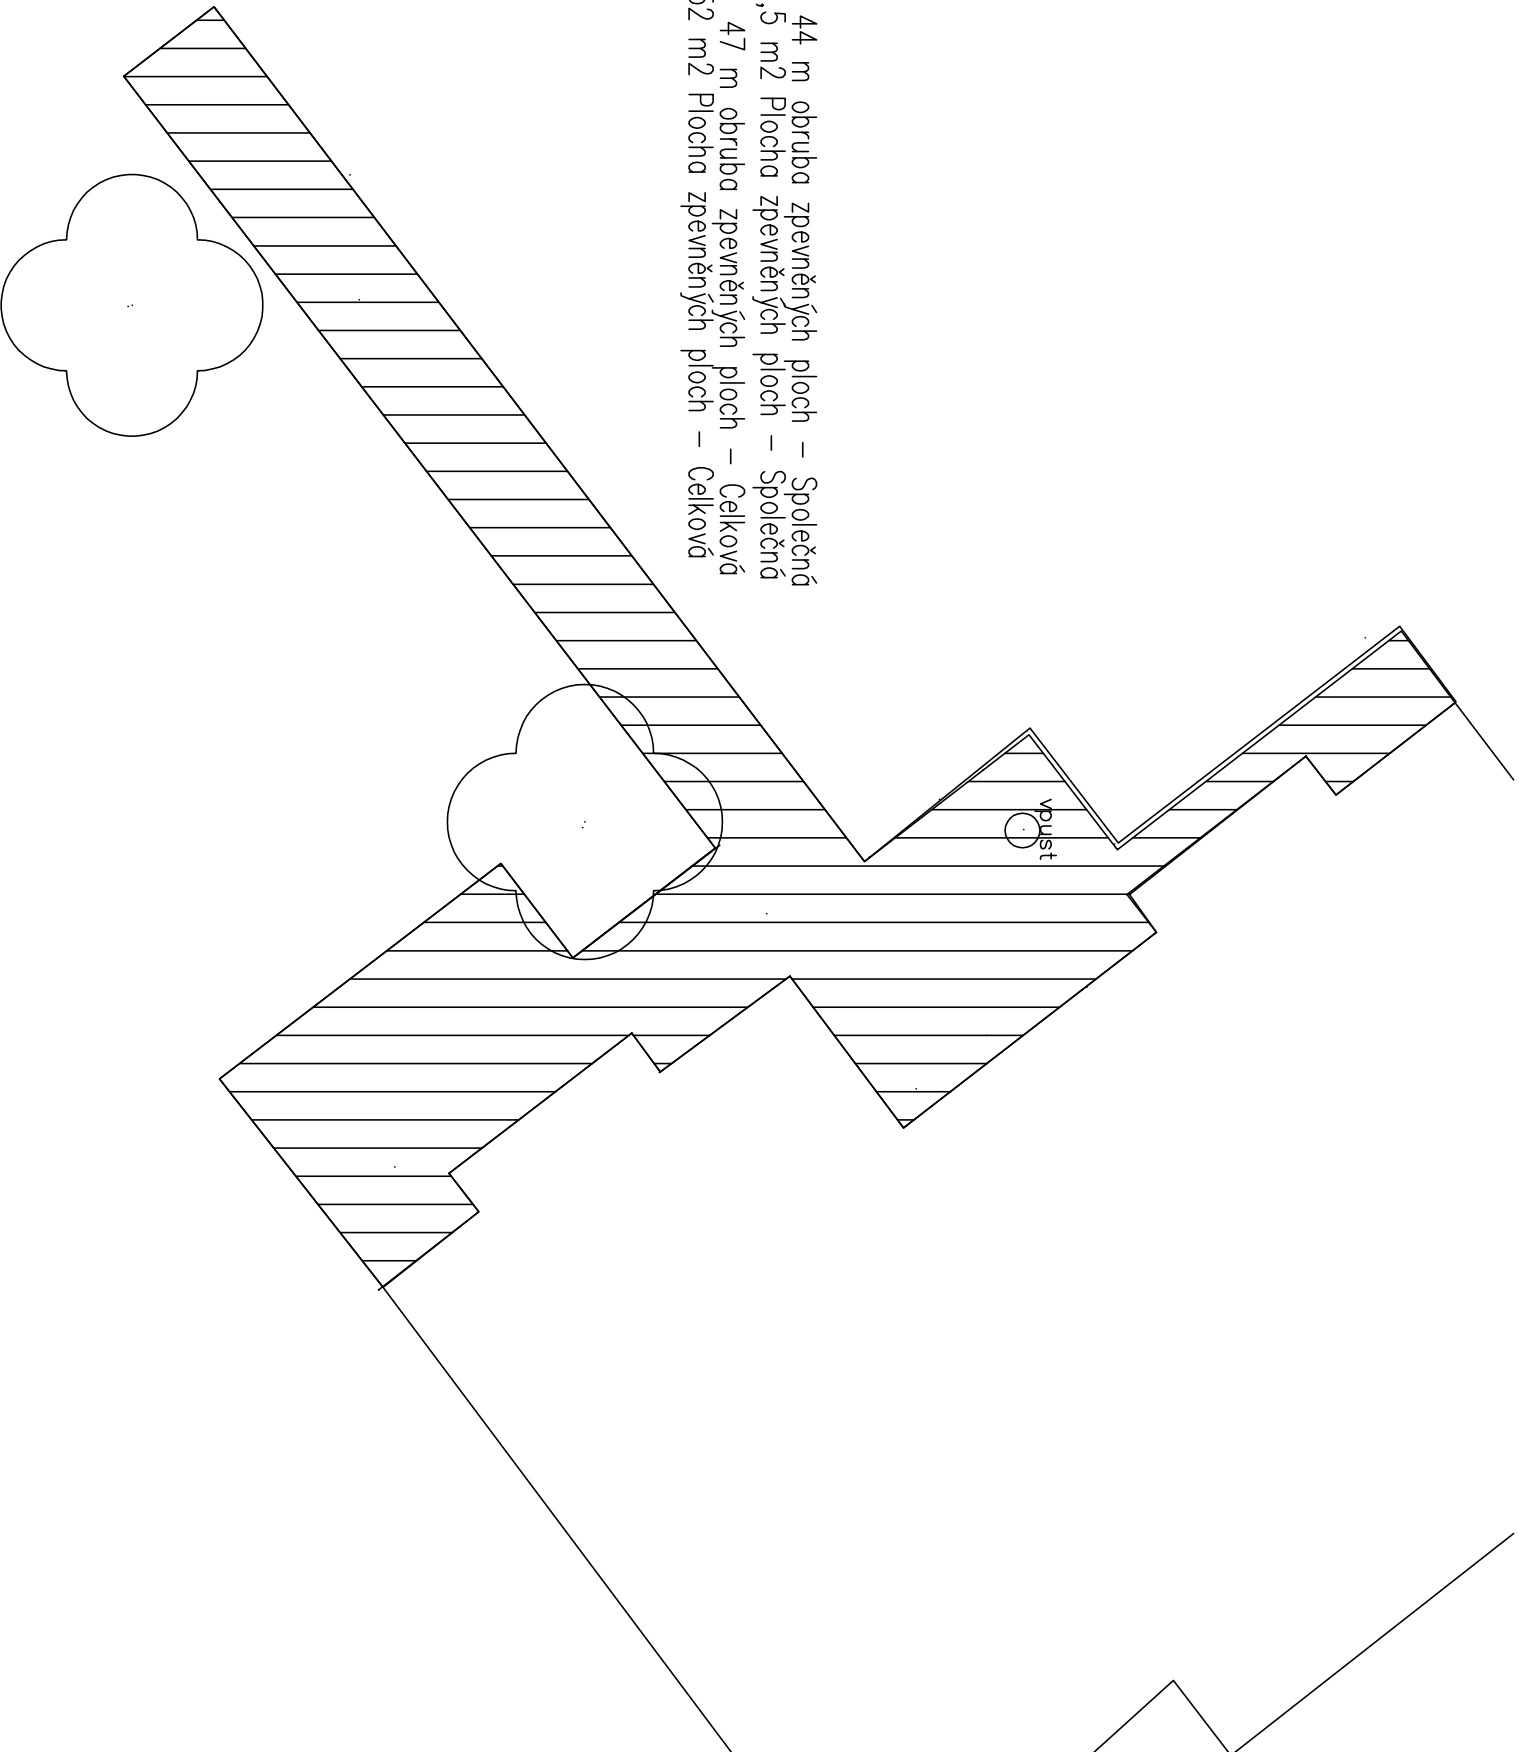 44 m obruba zpevněných ploch – Společná
,5 m2 Plocha zpevněných ploch – Společná
47 m obruba zpevněných ploch – Celková
2 m2 Plocha zpevněných ploch – Celková
vpust